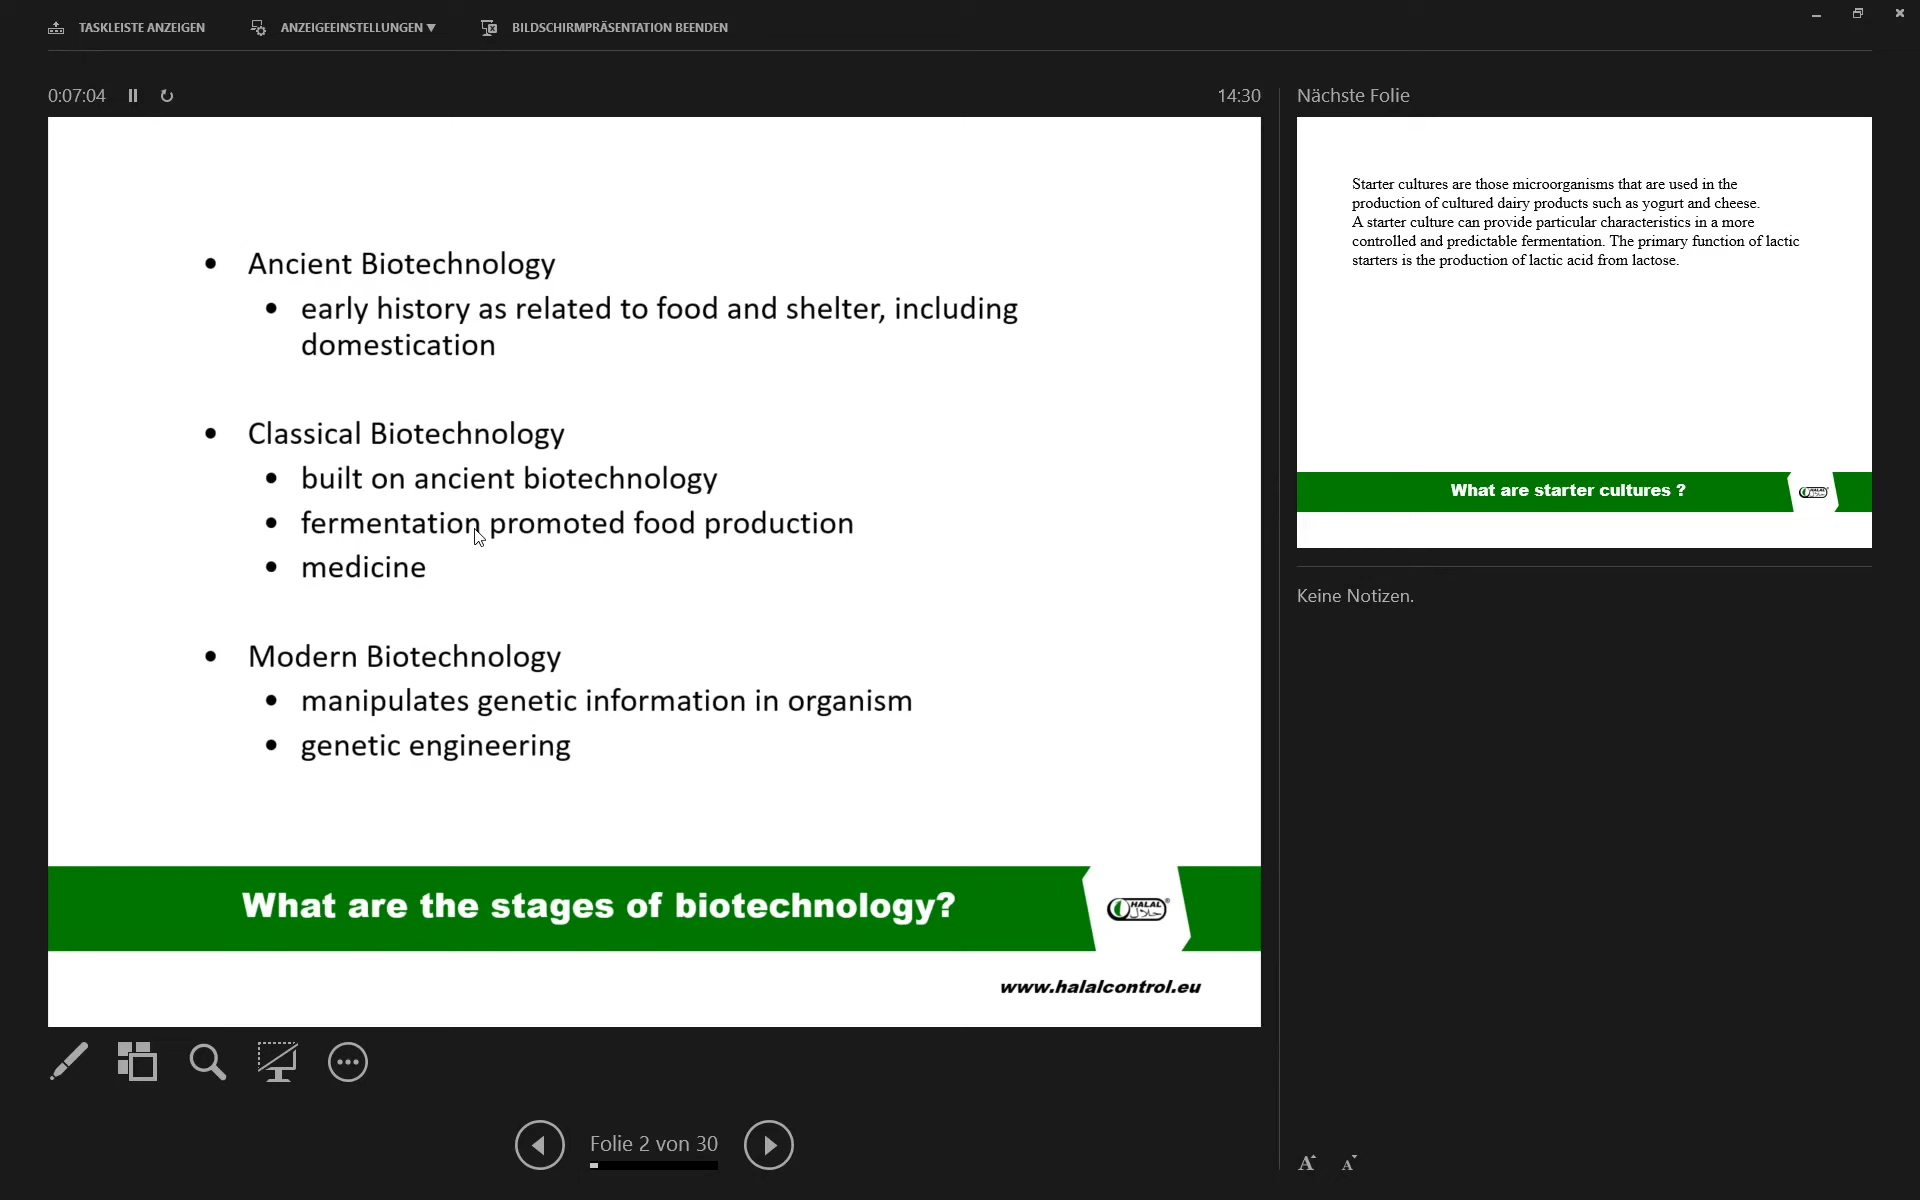 TASKLEISTE ANZEIGEN
ANZEIGEEINSTELLUNGEN ▼
BILDSCHIRMPRÄSENTATION BEENDEN
0:07:04
14:30
• Ancient Biotechnology
• early history as related to food and shelter, including
domestication
• Classical Biotechnology
• built on ancient biotechnology
• fermentation promoted food production
• medicine
• Modern Biotechnology
• manipulates genetic information in organism
• genetic engineering
What are the stages of biotechnology?
HALAL®
حلال
www.halalcontrol.eu
Folie 2 von 30
Nächste Folie
Starter cultures are those microorganisms that are used in the
production of cultured dairy products such as yogurt and cheese.
A starter culture can provide particular characteristics in a more
controlled and predictable fermentation. The primary function of lactic
starters is the production of lactic acid from lactose.
What are starter cultures ?
HALAL
Keine Notizen.
A A